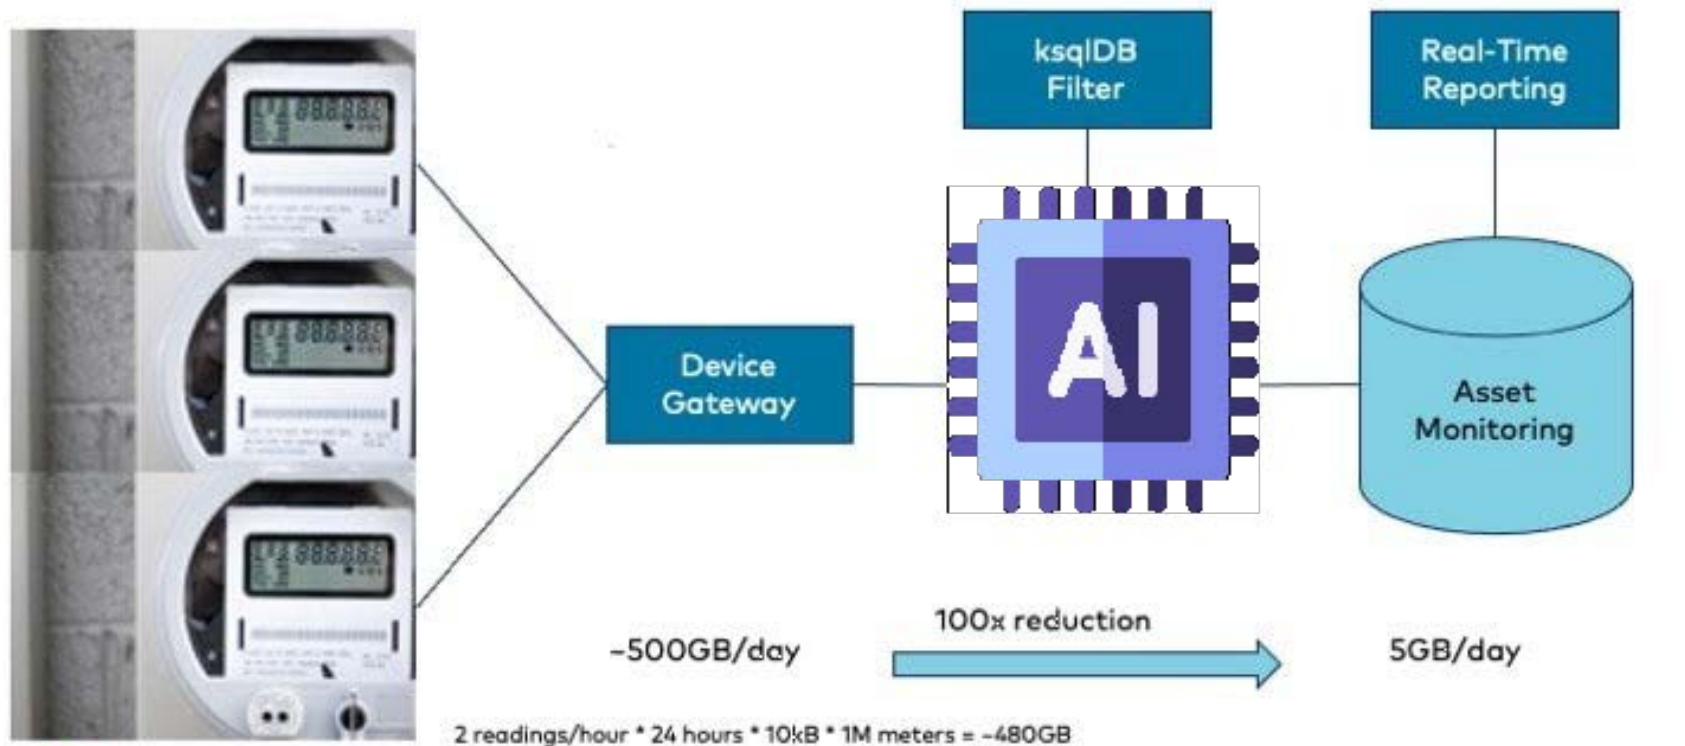 ksqlDB
Filter
Real-Time
Reporting
AI
Device
Gateway
Asset
Monitoring
100x reduction
~500GB/day
5GB/day
2 readings/hour * 24 hours * 10kB * 1M meters = ~480GB